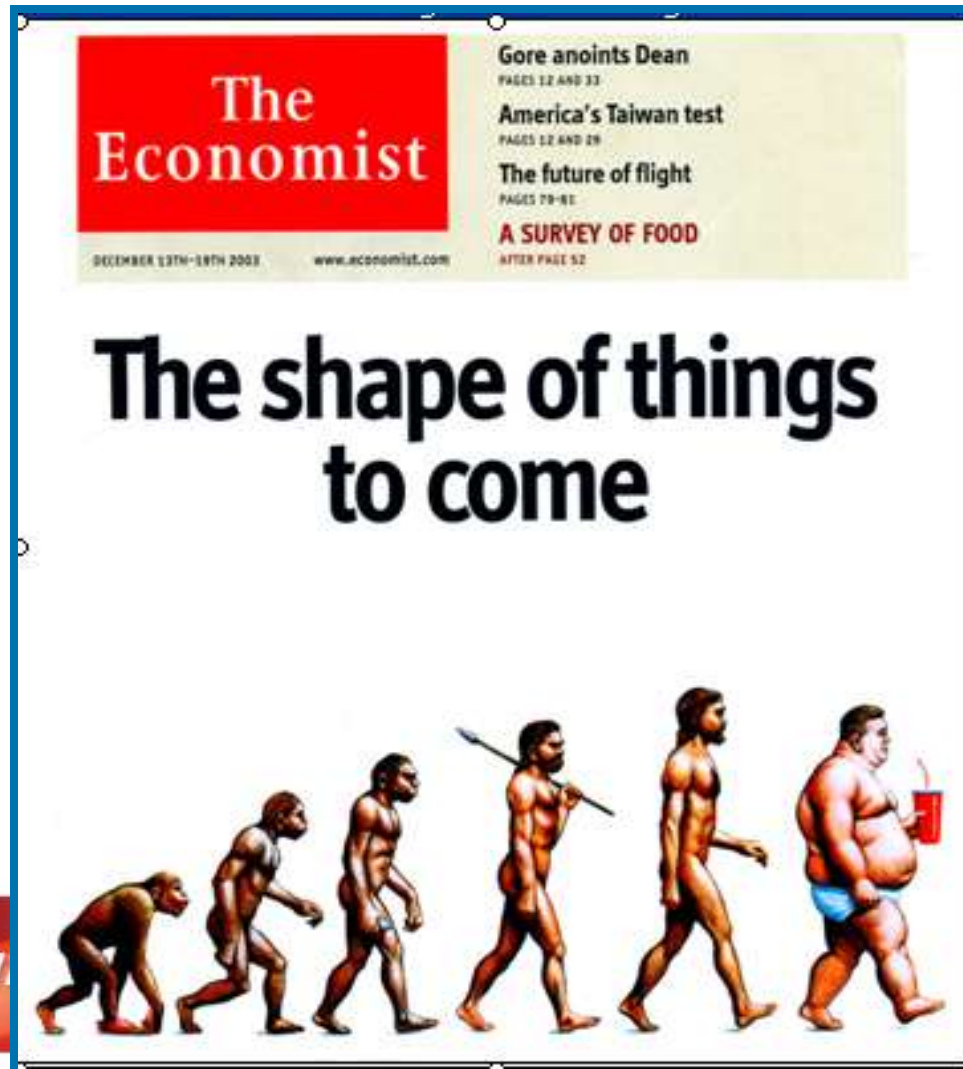 The
Economist
DECEMBER 13TH-19TH 2003 www.economist.com
Gore anoints Dean
PAGES 12 AND 33
America's Taiwan test
PAGES 12 AND 29
The future of flight
PAGES 79-81
A SURVEY OF FOOD
AFTER PAGE 52
The shape of things
to come